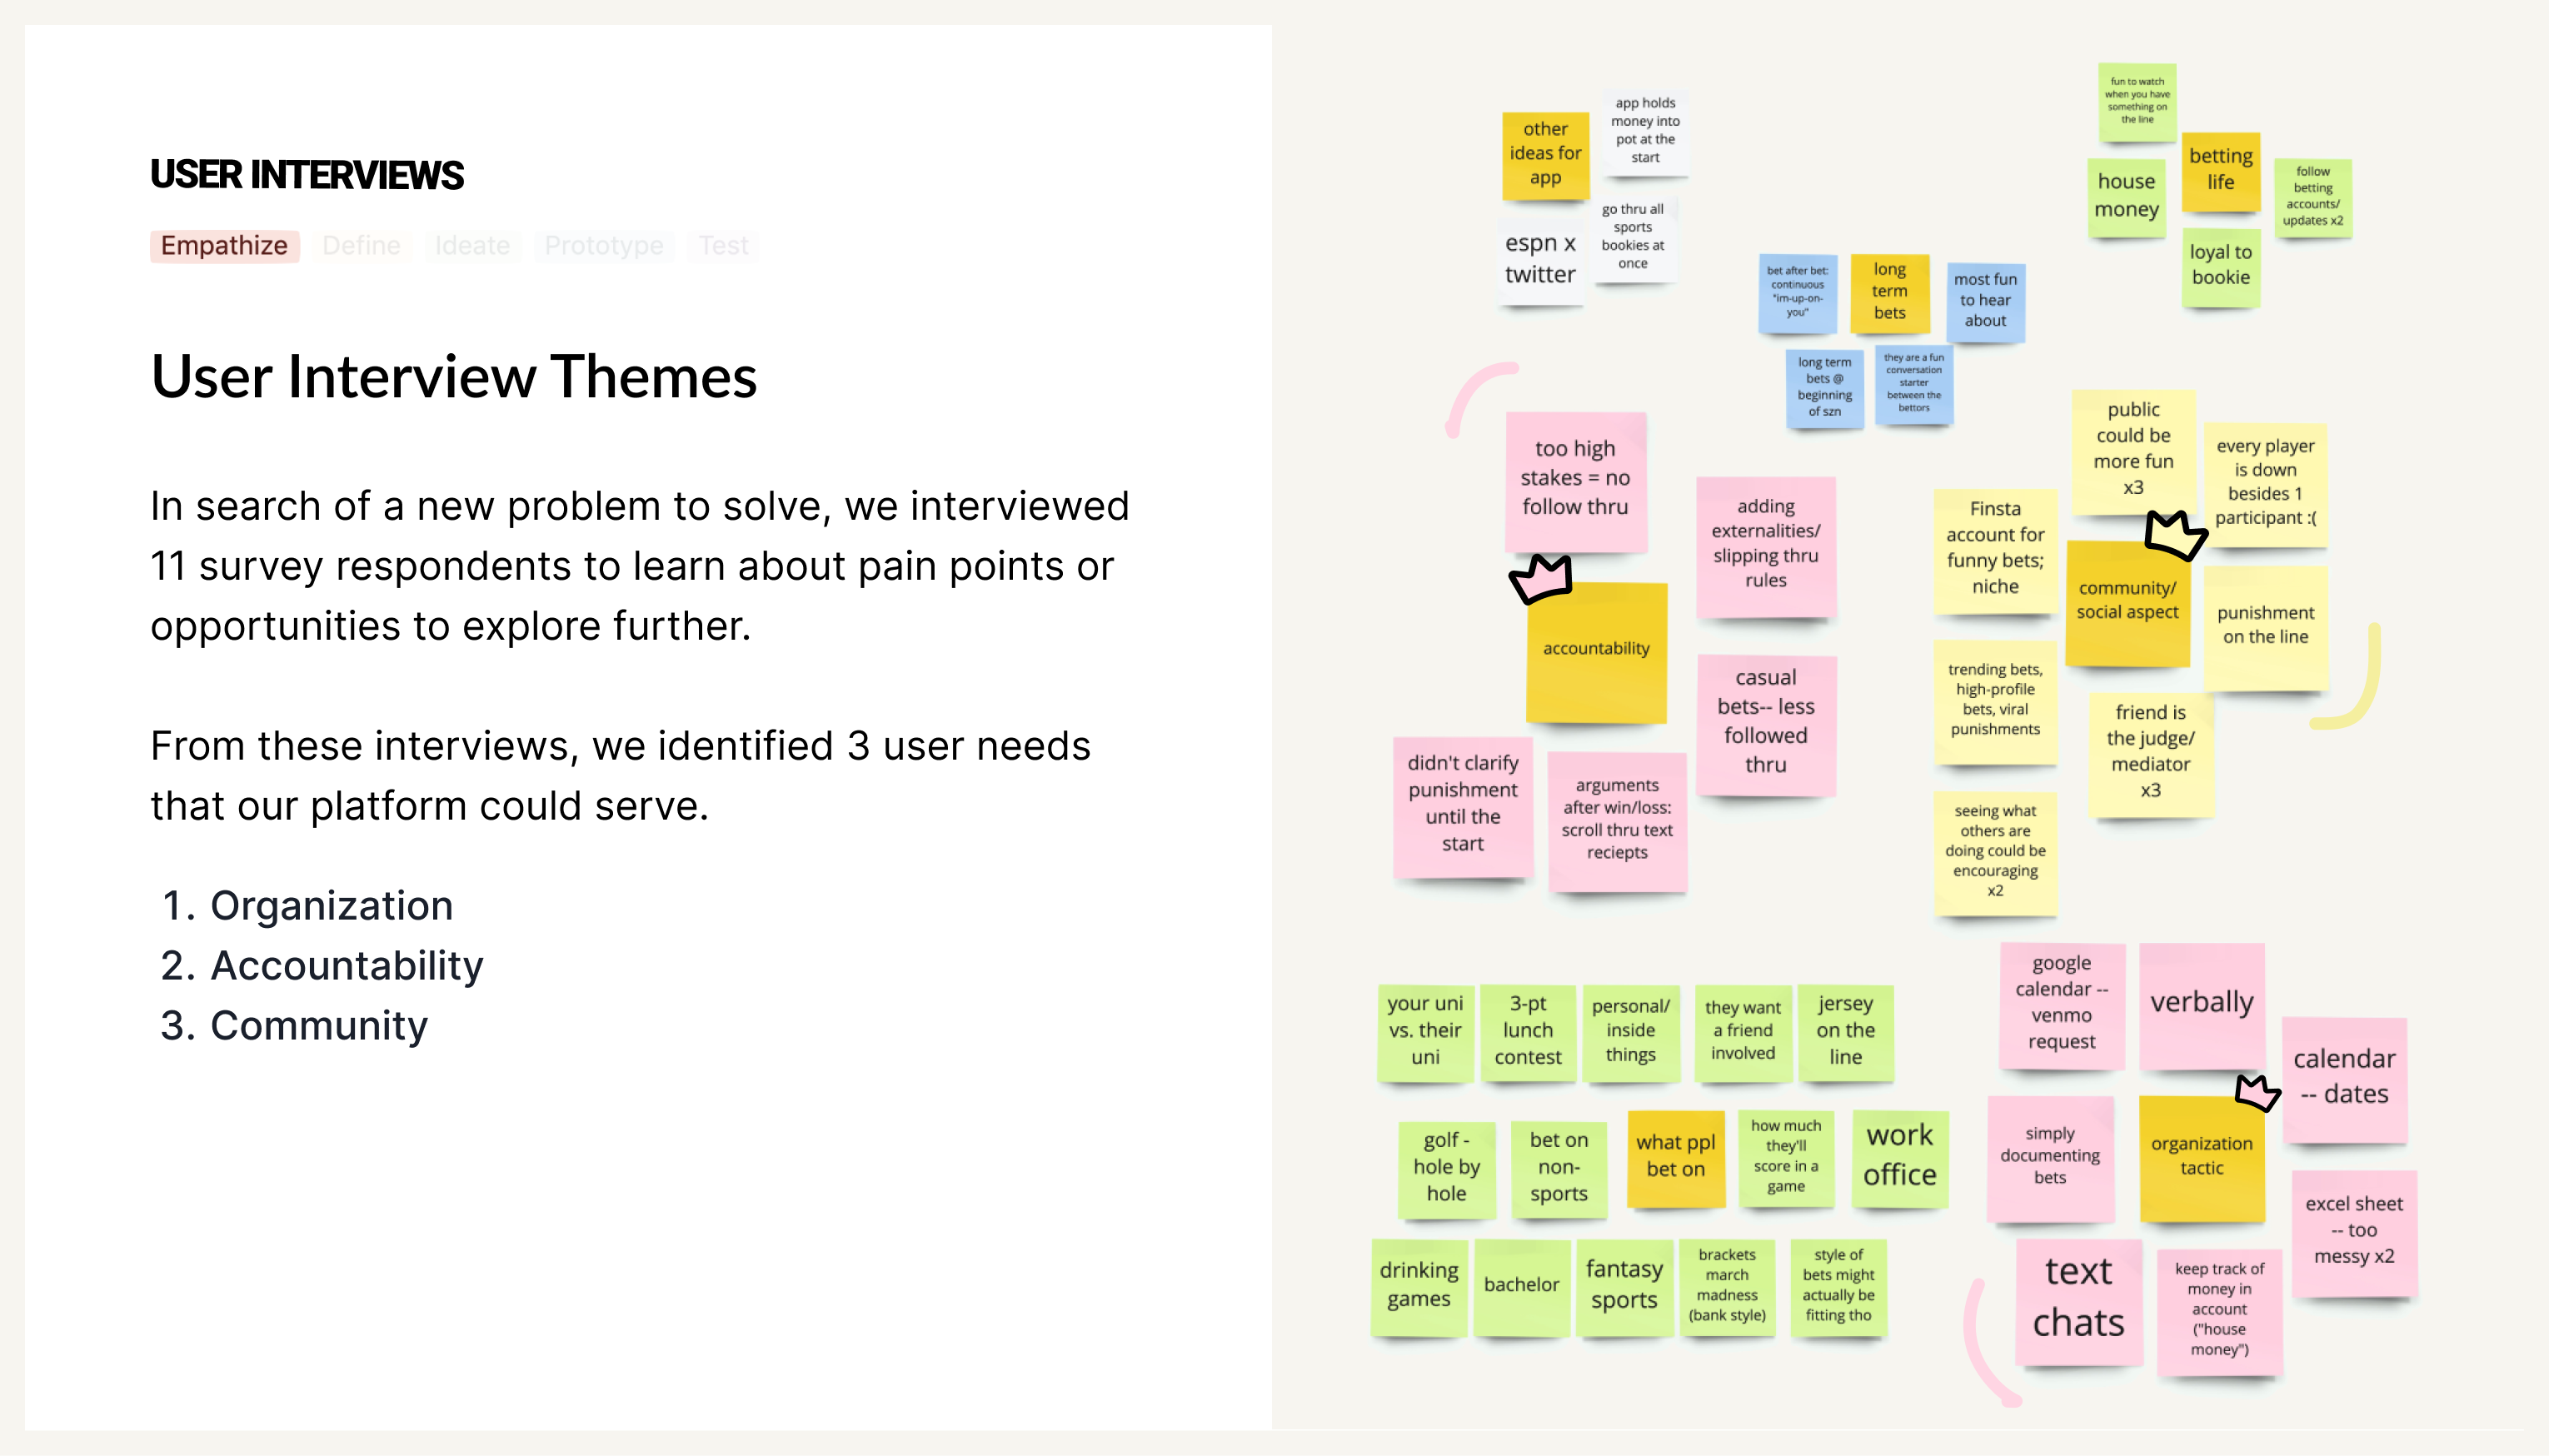 USER INTERVIEWS
Empathize Define Ideate Prototype Test
User Interview Themes
In search of a new problem to solve, we interviewed
11 survey respondents to learn about pain points or
opportunities to explore further.
From these interviews, we identified 3 user needs
that our platform could serve.
1. Organization
2. Accountability
3. Community
other
ideas for
app
app holds
money into
pot at the
start
espn x
twitter
go thru all
sports
bookies at
once
fun to watch
when you have
something on
the line
house
money
betting
life
follow
betting
accounts/
updates x2
loyal to
bookie
bet after bet:
continuous
"im-up-on-
you"
long
term
bets
most fun
to hear
about
long term
bets @
beginning
of szn
they are a fun
conversation
starter
between the
bettors
too high
stakes = no
follow thru
adding
externalities/
slipping thru
rules
accountability
casual
bets-- less
followed
thru
didn't clarify
punishment
until the
start
arguments
after win/loss:
scroll thru text
reciepts
public
could be
more fun
x3
every player
is down
besides 1
participant :(
Finsta
account for
funny bets;
niche
community/
social aspect
punishment
on the line
trending bets,
high-profile
bets, viral
punishments
friend is
the judge/
mediator
x3
seeing what
others are
doing could be
encouraging
x2
your uni
vs. their
uni
3-pt
lunch
contest
personal/
inside
things
they want
a friend
involved
jersey
on the
line
golf -
hole by
hole
bet on
non-
sports
what ppl
bet on
how much
they'll
score in a
game
work
office
drinking
games
bachelor
fantasy
sports
brackets
march
madness
(bank style)
style of
bets might
actually be
fitting tho
google
calendar --
venmo
request
verbally
calendar
-- dates
simply
documenting
bets
organization
tactic
excel sheet
-- too
messy x2
text
chats
keep track of
money in
account
("house
money")